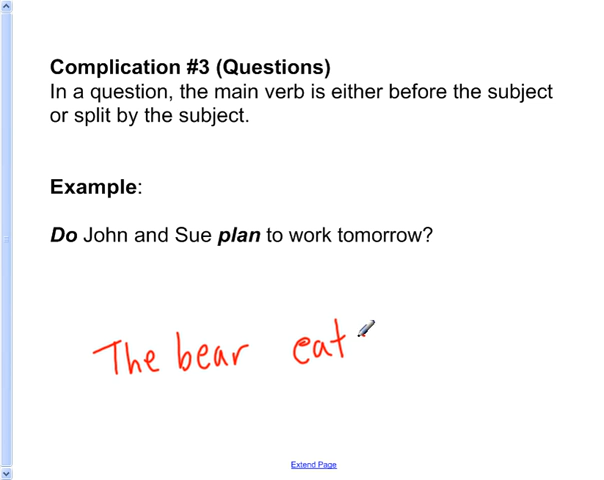 Complication #3 (Questions)
In a question, the main verb is either before the subject
or split by the subject.
Example:
Do John and Sue plan to work tomorrow?
The bear eat
Extend Page